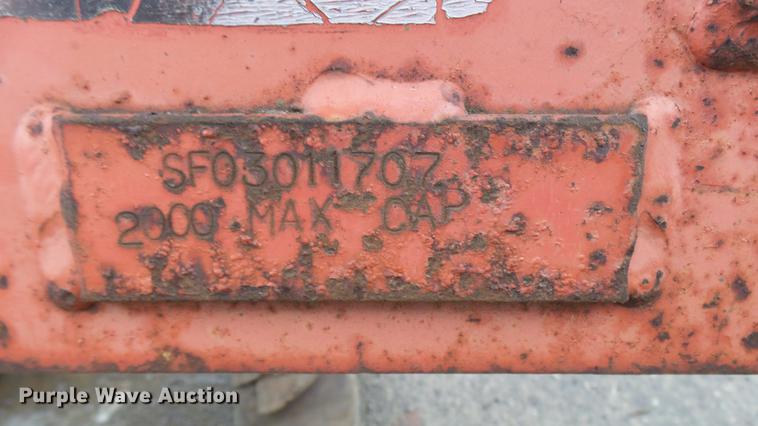 SF03011707
2000 MAX CAP
Purple Wave Auction